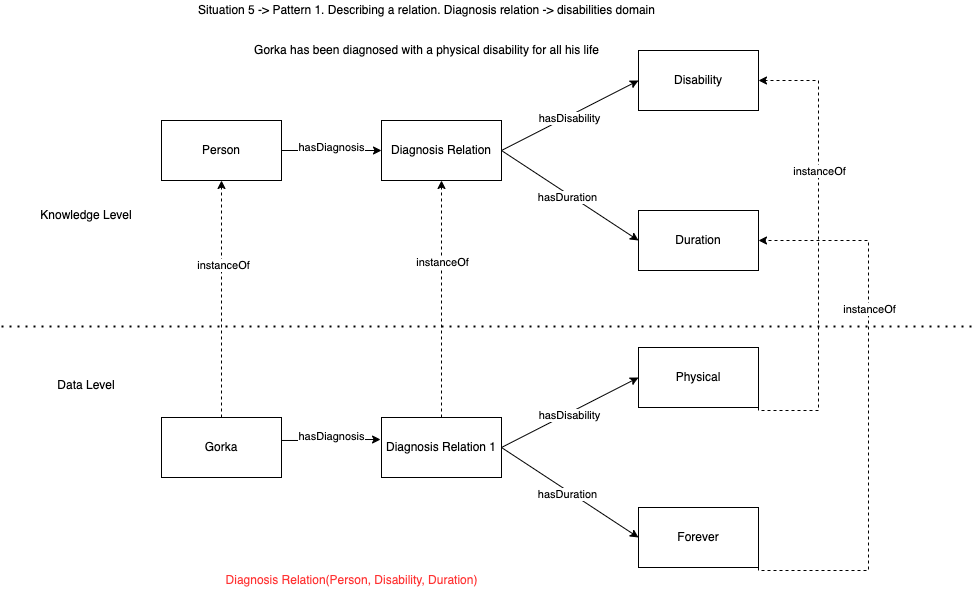 Situation 5 -> Pattern 1. Describing a relation. Diagnosis relation -> disabilities domain
Gorka has been diagnosed with a physical disability for all his life
Disability
hasDisability
Person
hasDiagnosis
Diagnosis Relation
instanceOf
hasDuration
Knowledge Level
Duration
instanceOf
instanceOf
instanceOf
Data Level
Physical
hasDisability
Gorka
hasDiagnosis
Diagnosis Relation 1
hasDuration
Forever
Diagnosis Relation(Person, Disability, Duration)